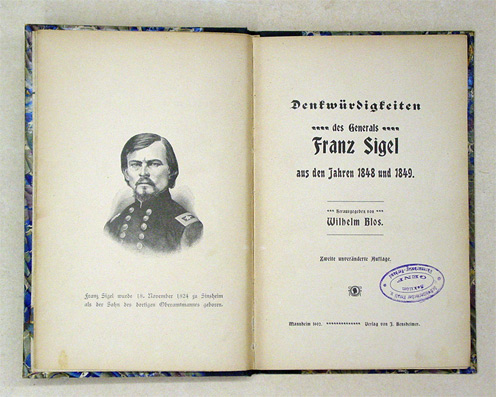 Franz Sigel wurde 18. November 1824 zu Sinsheim
als der Sohn des dortigen Oberamtmannes geboren.
Denkwürdigkeiten
des Generals
Franz Sigel
aus den Jahren 1848 und 1849.
Herausgegeben von
Wilhelm Blos.
Zweite unveränderte Auflage.
Mannheim 1902. Verlag von J. Bensheimer.